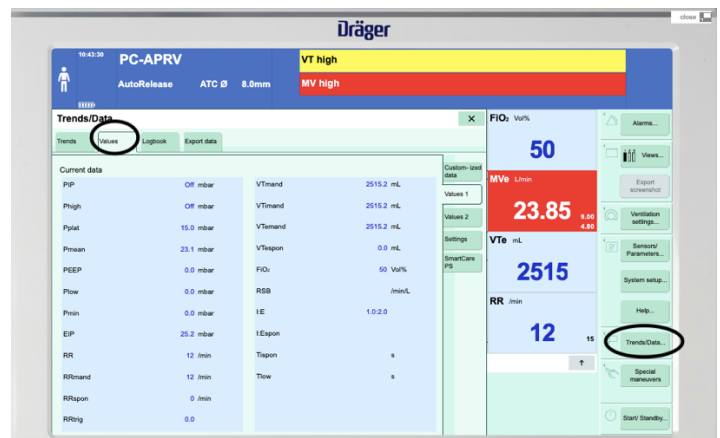 close
Dräger
10:43:30
PC-APRV
AutoRelease ATC Ø 8.0mm
VT high
MV high
Trends/Data
×
Trends Values Logbook Export data
Current data
PIP Off mbar
Phigh Off mbar
Pplat 15.0 mbar
Pmean 23.1 mbar
PEEP 0.0 mbar
Plow 0.0 mbar
Pmin 0.0 mbar
EIP 25.2 mbar
RR 12 /min
RRmand 12 /min
RRspon 0 /min
RRtrig 0.0
VTmand 2515.2 mL
VTimand 2515.2 mL
VTemand 2515.2 mL
VTespon 0.0 mL
FiO₂ 50 Vol%
RSB /min/L
I:E 1.0:2.0
I:Espon
Tispon s
Tlow s
Custom- ized
data
Values 1
Values 2
Settings
SmartCare
PS
FiO₂ Vol%
50
MVe L/min
23.85 9.00
4.80
VTe mL
2515
RR /min
12 15
Alarms...
Views...
Export
screenshot
Ventilation
settings...
Sensors/
Parameters...
System setup...
Help...
Trends/Data...
Special
maneuvers
Start/ Standby...